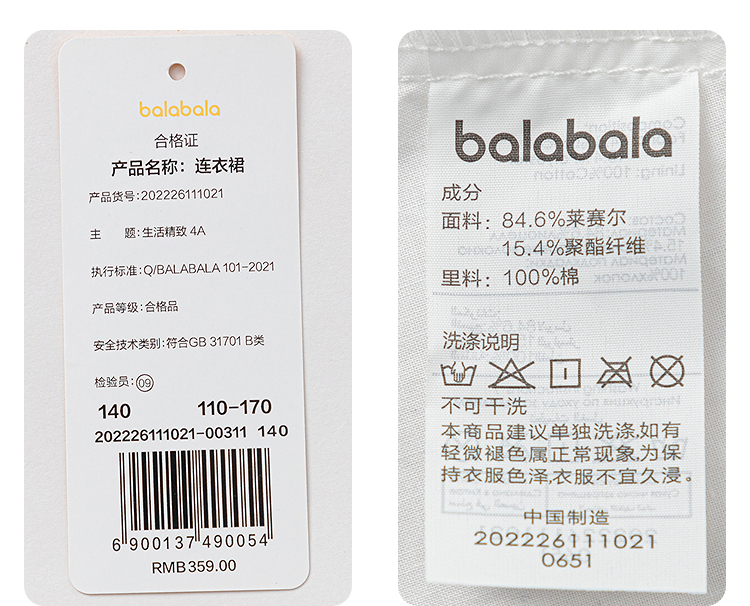 balabala
合格证
产品名称：连衣裙
产品货号:202226111021
主 题:生活精致 4A
执行标准:Q/BALABALA 101-2021
产品等级:合格品
安全技术类别:符合GB 31701 B类
检验员:09
140 110-170
202226111021-00311 140
6 900137 490054
RMB359.00
balabala
成分
面料: 84.6%莱赛尔
15.4%聚酯纤维
里料: 100%棉
洗涤说明
不可干洗
本商品建议单独洗涤,如有
轻微褪色属正常现象,为保
持衣服色泽,衣服不宜久浸。
中国制造
202226111021
0651